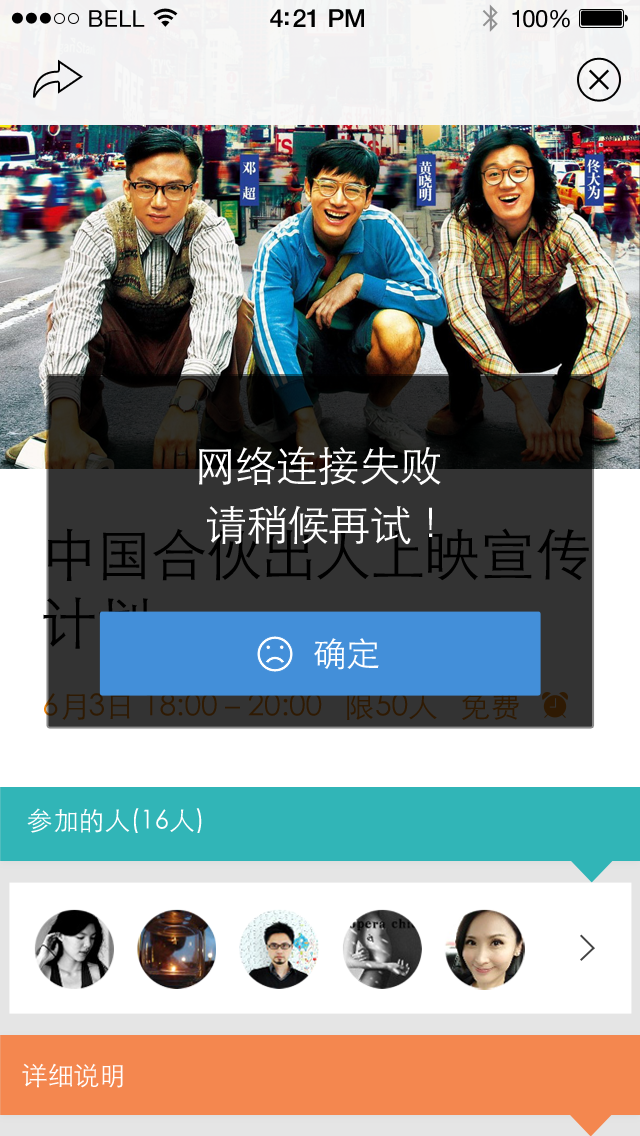 BELL 4:21 PM 100%
邓超
黄晓明
佟大为
网络连接失败
请稍候再试！
中国合伙出人上映宣传
计划
确定
6月3日 18:00 – 20:00 限50人 免费
参加的人(16人)
opera chi
详细说明